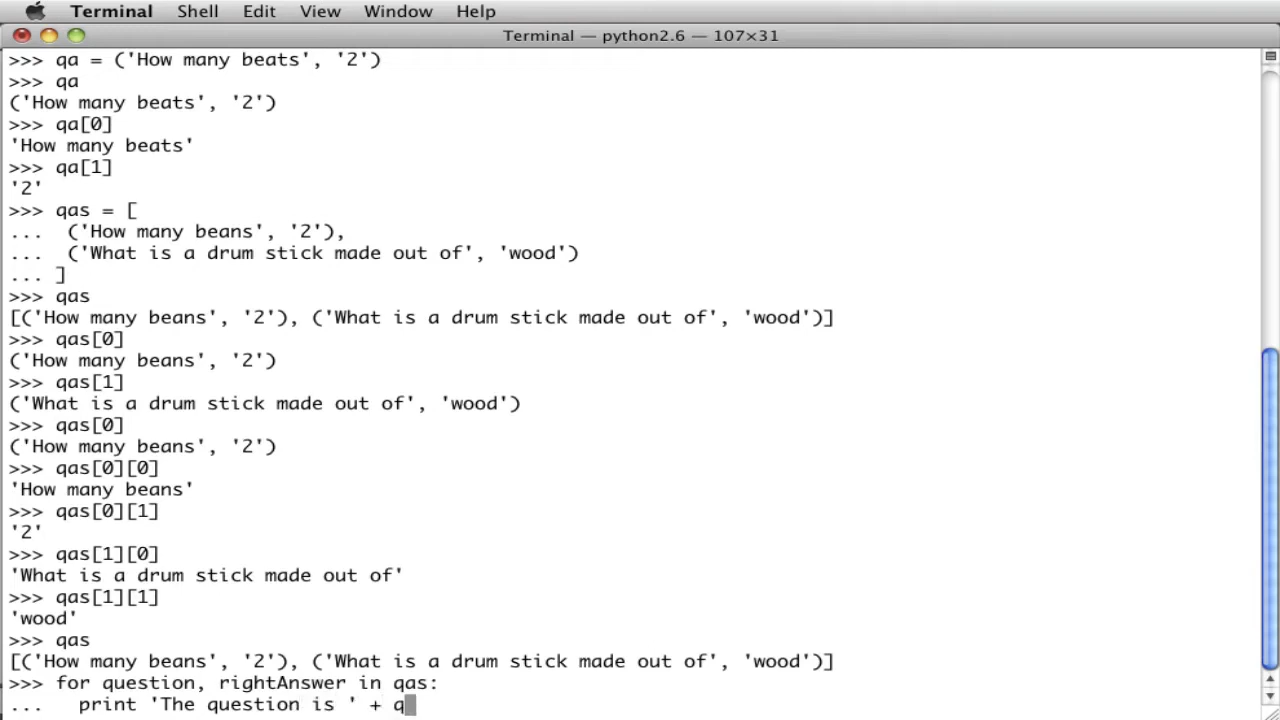 Terminal Shell Edit View Window Help
Terminal — python2.6 — 107×31
>>> qa = ('How many beats', '2')
>>> qa
('How many beats', '2')
>>> qa[0]
'How many beats'
>>> qa[1]
'2'
>>> qas = [
...  ('How many beans', '2'),
...  ('What is a drum stick made out of', 'wood')
... ]
>>> qas
[('How many beans', '2'), ('What is a drum stick made out of', 'wood')]
>>> qas[0]
('How many beans', '2')
>>> qas[1]
('What is a drum stick made out of', 'wood')
>>> qas[0]
('How many beans', '2')
>>> qas[0][0]
'How many beans'
>>> qas[0][1]
'2'
>>> qas[1][0]
'What is a drum stick made out of'
>>> qas[1][1]
'wood'
>>> qas
[('How many beans', '2'), ('What is a drum stick made out of', 'wood')]
>>> for question, rightAnswer in qas:
...   print 'The question is ' + q